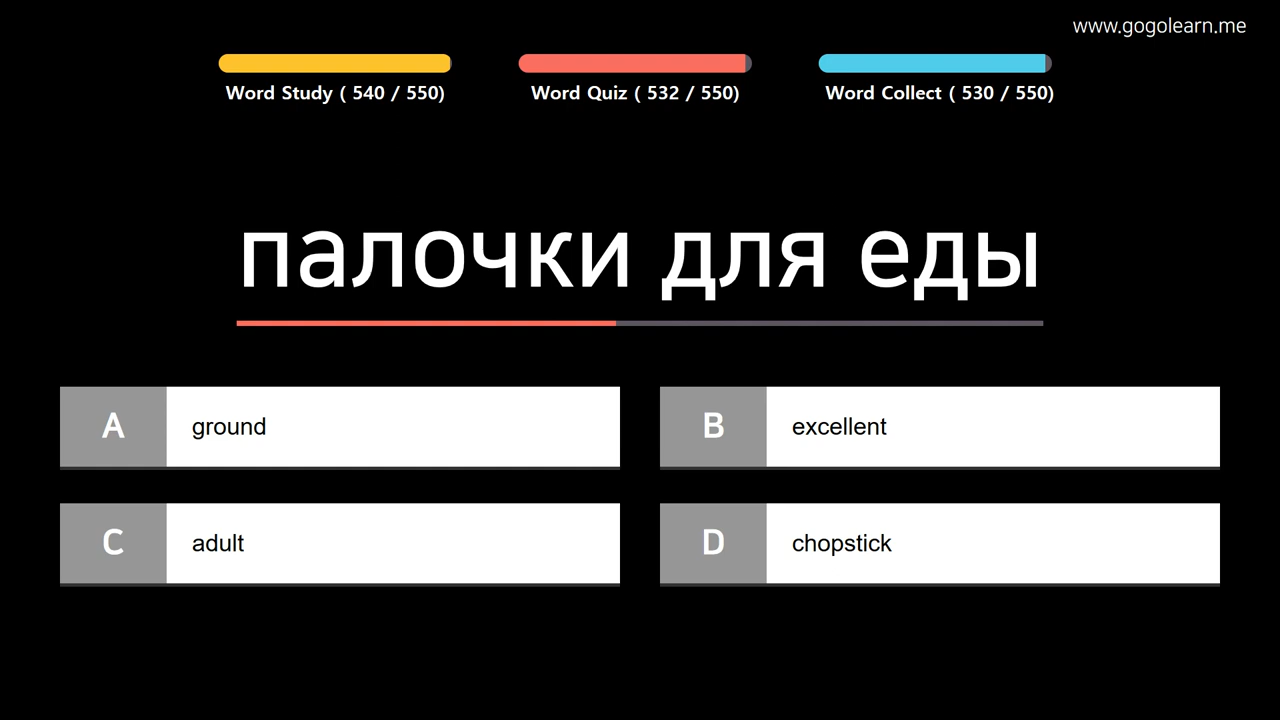 www.gogolearn.me
Word Study ( 540 / 550)
Word Quiz ( 532 / 550)
Word Collect ( 530 / 550)
палочки для еды
A ground
B excellent
C adult
D chopstick